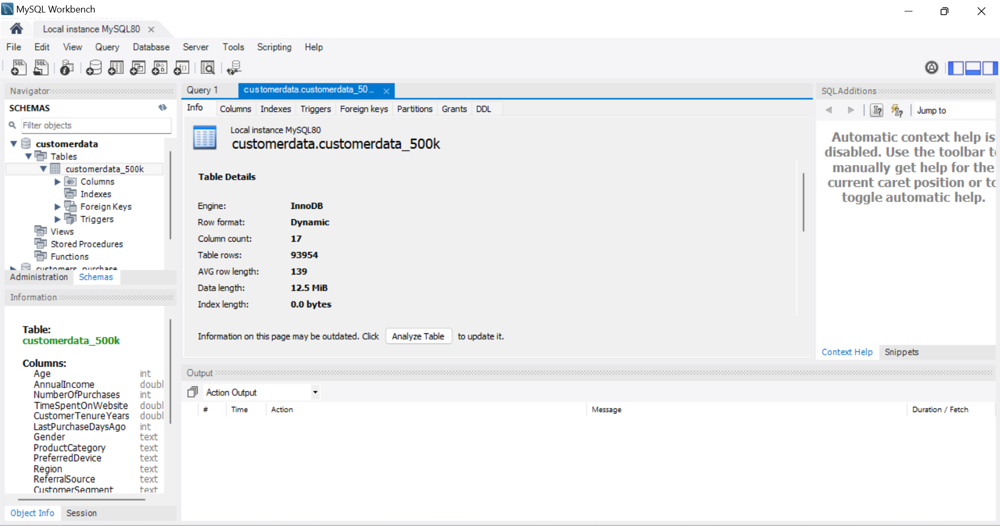 MySQL Workbench
Local instance MySQL80
File Edit View Query Database Server Tools Scripting Help
Navigator
SCHEMAS
Filter objects
customerdata
Tables
customerdata_500k
Columns
Indexes
Foreign Keys
Triggers
Views
Stored Procedures
Functions
customers_purchase
Administration Schemas
Information
Table:
customerdata_500k
Columns:
Age int
AnnualIncome doubl
NumberOfPurchases int
TimeSpentOnWebsite doubl
CustomerTenureYears doubl
LastPurchaseDaysAgo int
Gender text
ProductCategory text
PreferredDevice text
Region text
ReferralSource text
CustomerSegment text
Object Info Session
Query 1 customerdata.customerdata_50...
Info Columns Indexes Triggers Foreign keys Partitions Grants DDL
Local instance MySQL80
customerdata.customerdata_500k
Table Details
Engine: InnoDB
Row format: Dynamic
Column count: 17
Table rows: 93954
AVG row length: 139
Data length: 12.5 MiB
Index length: 0.0 bytes
Information on this page may be outdated. Click Analyze Table to update it.
SQLAdditions
Jump to
Automatic context help is
disabled. Use the toolbar t
manually get help for the
current caret position or to
toggle automatic help.
Context Help Snippets
Output
Action Output
# Time Action Message Duration / Fetch